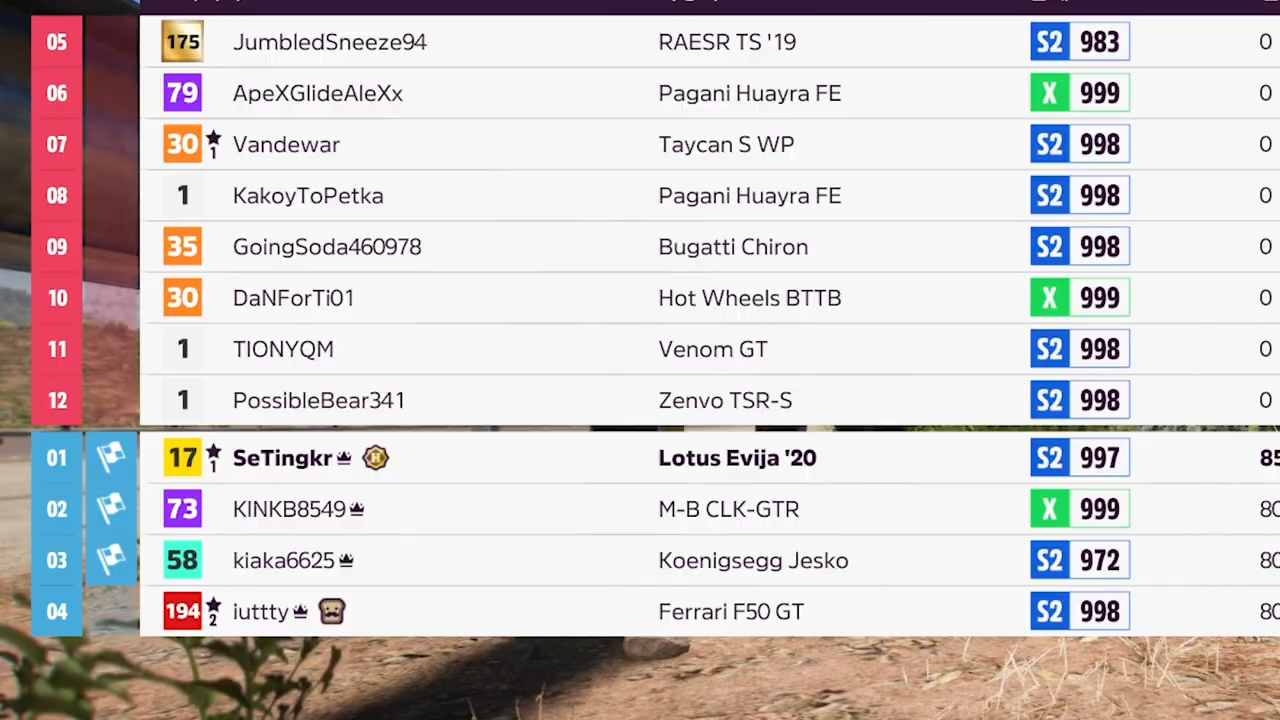 05 175 JumbledSneeze94 RAESR TS '19 S2 983 0
06 79 ApeXGlideAleXx Pagani Huayra FE X 999 0
07 30 1 Vandewar Taycan S WP S2 998 0
08 1 KakoyToPetka Pagani Huayra FE S2 998 0
09 35 GoingSoda460978 Bugatti Chiron S2 998 0
10 30 DaNForTi01 Hot Wheels BTTB X 999 0
11 1 TIONYQM Venom GT S2 998 0
12 1 PossibleBear341 Zenvo TSR-S S2 998 0
01 17 1 SeTingkr Lotus Evija '20 S2 997 85
02 73 KINKB8549 M-B CLK-GTR X 999 80
03 58 kiaka6625 Koenigsegg Jesko S2 972 80
04 194 2 iuttty Ferrari F50 GT S2 998 80